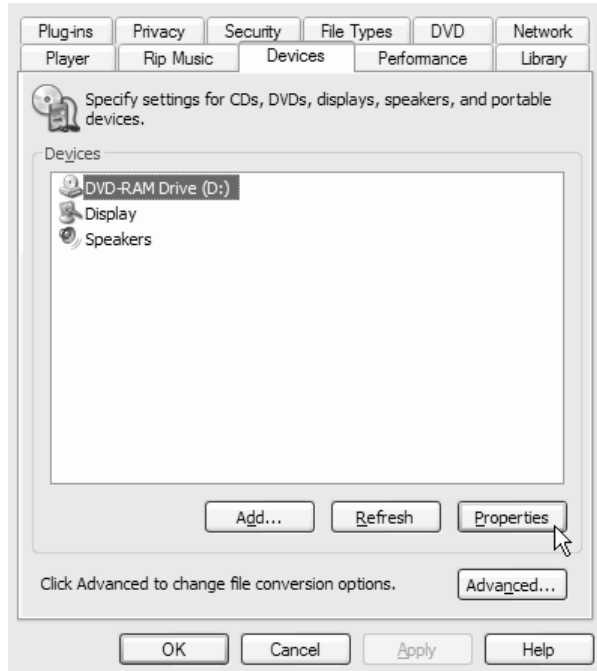 Plug-ins Privacy Security File Types DVD Network
Player Rip Music Devices Performance Library
Specify settings for CDs, DVDs, displays, speakers, and portable
devices.
Devices
DVD-RAM Drive (D:)
Display
Speakers
Add... Refresh Properties
Click Advanced to change file conversion options. Advanced...
OK Cancel Apply Help